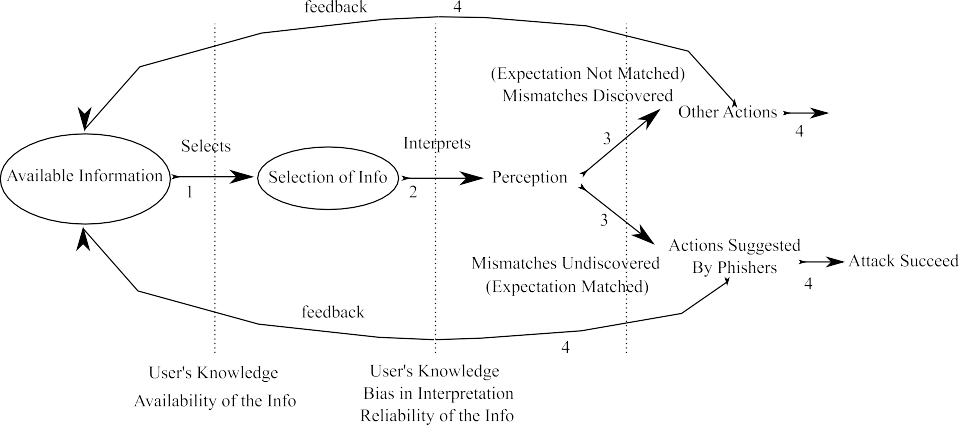 feedback 4
(Expectation Not Matched)
Mismatches Discovered
Other Actions
4
3
Selects
Interprets
Available Information
Selection of Info
Perception
1
2
3
Actions Suggested
By Phishers
Attack Succeed
4
Mismatches Undiscovered
(Expectation Matched)
feedback
4
User's Knowledge
Availability of the Info
User's Knowledge
Bias in Interpretation
Reliability of the Info